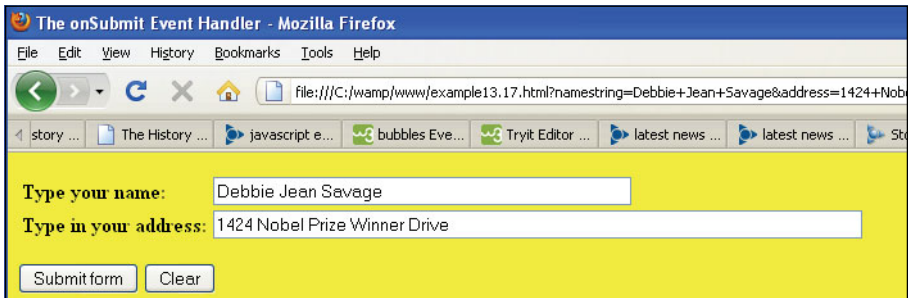 The onSubmit Event Handler - Mozilla Firefox
File Edit View History Bookmarks Tools Help
file:///C:/wamp/www/example13.17.html?namestring=Debbie+Jean+Savage&address=1424+Nob
story ... The History ... javascript e... bubbles Eve... Tryit Editor ... latest news ... latest news ... Sto
Type your name: Debbie Jean Savage
Type in your address: 1424 Nobel Prize Winner Drive
Submit form Clear